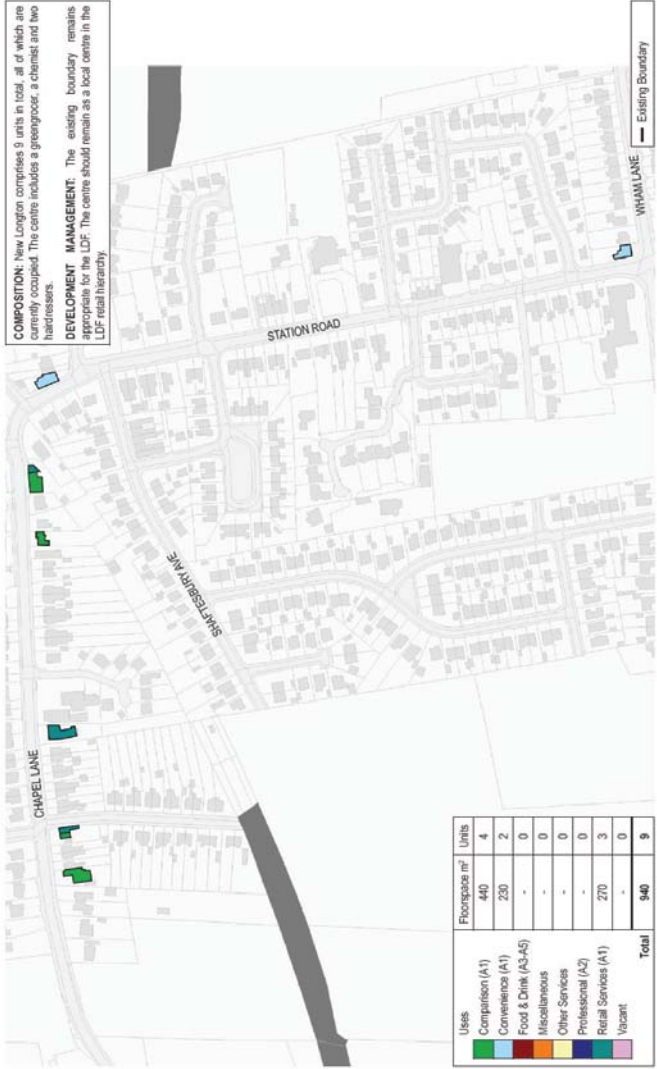 COMPOSITION: New Longton comprises 9 units in total, all of which are
currently occupied. The centre includes a greengrocer, a chemist and two
hairdressers.
DEVELOPMENT MANAGEMENT: The existing boundary remains
appropriate for the LDF. The centre should remain as a local centre in the
LDF retail hierarchy.
CHAPEL LANE
SHAFTESBURY AVE
STATION ROAD
WHAM LANE
Existing Boundary
Uses Floorspace m² Units
Comparison (A1) 440 4
Convenience (A1) 230 2
Food & Drink (A3-A5) - 0
Miscellaneous - 0
Other Services - 0
Professional (A2) - 0
Retail Services (A1) 270 3
Vacant - 0
Total 940 9